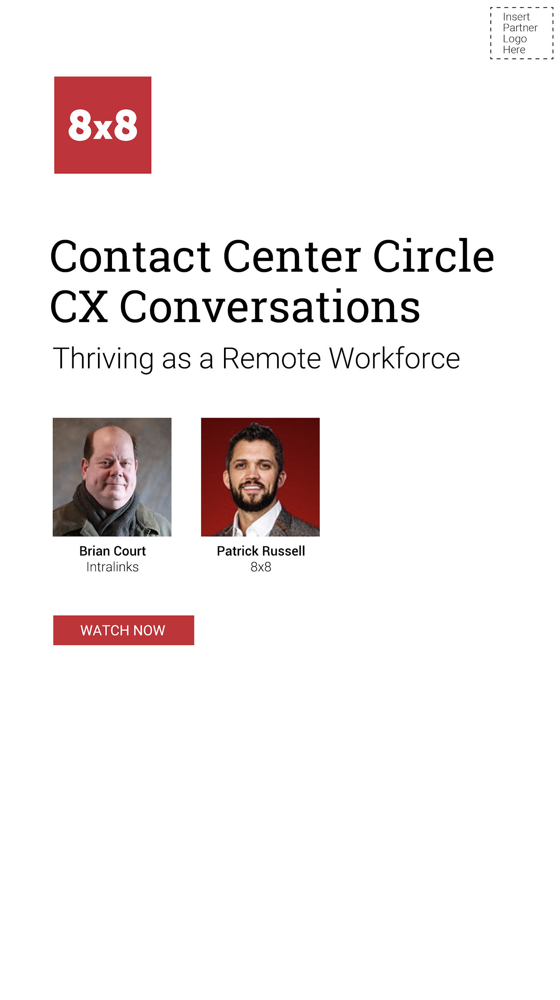 Insert
Partner
Logo
Here
8x8
Contact Center Circle
CX Conversations
Thriving as a Remote Workforce
Brian Court
Intralinks
Patrick Russell
8x8
WATCH NOW